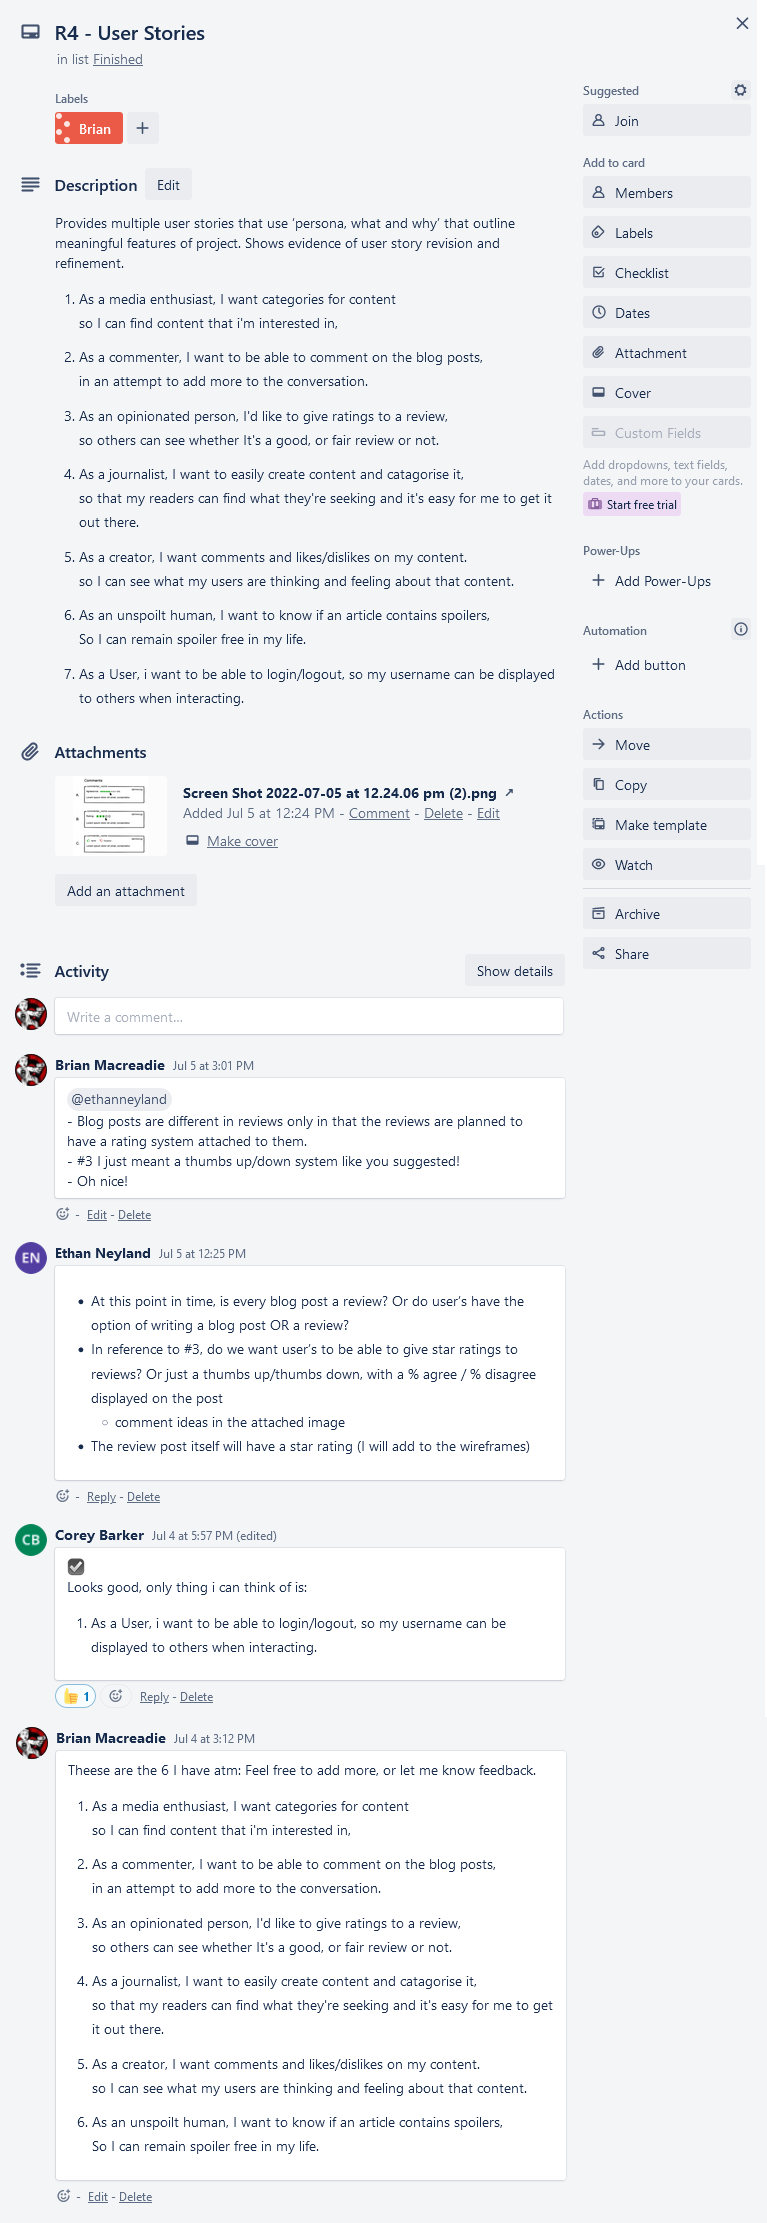 R4 - User Stories
in list Finished
Labels
Brian
Description
Edit
Provides multiple user stories that use ‘persona, what and why’ that outline
meaningful features of project. Shows evidence of user story revision and
refinement.
1. As a media enthusiast, I want categories for content
so I can find content that i'm interested in,
2. As a commenter, I want to be able to comment on the blog posts,
in an attempt to add more to the conversation.
3. As an opinionated person, I'd like to give ratings to a review,
so others can see whether It's a good, or fair review or not.
4. As a journalist, I want to easily create content and catagorise it,
so that my readers can find what they're seeking and it's easy for me to get it
out there.
5. As a creator, I want comments and likes/dislikes on my content.
so I can see what my users are thinking and feeling about that content.
6. As an unspoilt human, I want to know if an article contains spoilers,
So I can remain spoiler free in my life.
7. As a User, i want to be able to login/logout, so my username can be displayed
to others when interacting.
Attachments
Comments
Screen Shot 2022-07-05 at 12.24.06 pm (2).png
Added Jul 5 at 12:24 PM - Comment - Delete - Edit
Make cover
Add an attachment
Activity
Show details
Write a comment…
Brian Macreadie Jul 5 at 3:01 PM
@ethanneyland
- Blog posts are different in reviews only in that the reviews are planned to
have a rating system attached to them.
- #3 I just meant a thumbs up/down system like you suggested!
- Oh nice!
- Edit - Delete
EN
Ethan Neyland Jul 5 at 12:25 PM
• At this point in time, is every blog post a review? Or do user’s have the
option of writing a blog post OR a review?
• In reference to #3, do we want user’s to be able to give star ratings to
reviews? Or just a thumbs up/thumbs down, with a % agree / % disagree
displayed on the post
○ comment ideas in the attached image
• The review post itself will have a star rating (I will add to the wireframes)
- Reply - Delete
CB
Corey Barker Jul 4 at 5:57 PM (edited)
Looks good, only thing i can think of is:
1. As a User, i want to be able to login/logout, so my username can be
displayed to others when interacting.
1
Reply - Delete
Brian Macreadie Jul 4 at 3:12 PM
Theese are the 6 I have atm: Feel free to add more, or let me know feedback.
1. As a media enthusiast, I want categories for content
so I can find content that i'm interested in,
2. As a commenter, I want to be able to comment on the blog posts,
in an attempt to add more to the conversation.
3. As an opinionated person, I'd like to give ratings to a review,
so others can see whether It's a good, or fair review or not.
4. As a journalist, I want to easily create content and catagorise it,
so that my readers can find what they're seeking and it's easy for me to get
it out there.
5. As a creator, I want comments and likes/dislikes on my content.
so I can see what my users are thinking and feeling about that content.
6. As an unspoilt human, I want to know if an article contains spoilers,
So I can remain spoiler free in my life.
- Edit - Delete
Suggested
Join
Add to card
Members
Labels
Checklist
Dates
Attachment
Cover
Custom Fields
Add dropdowns, text fields,
dates, and more to your cards.
Start free trial
Power-Ups
Add Power-Ups
Automation
Add button
Actions
Move
Copy
Make template
Watch
Archive
Share